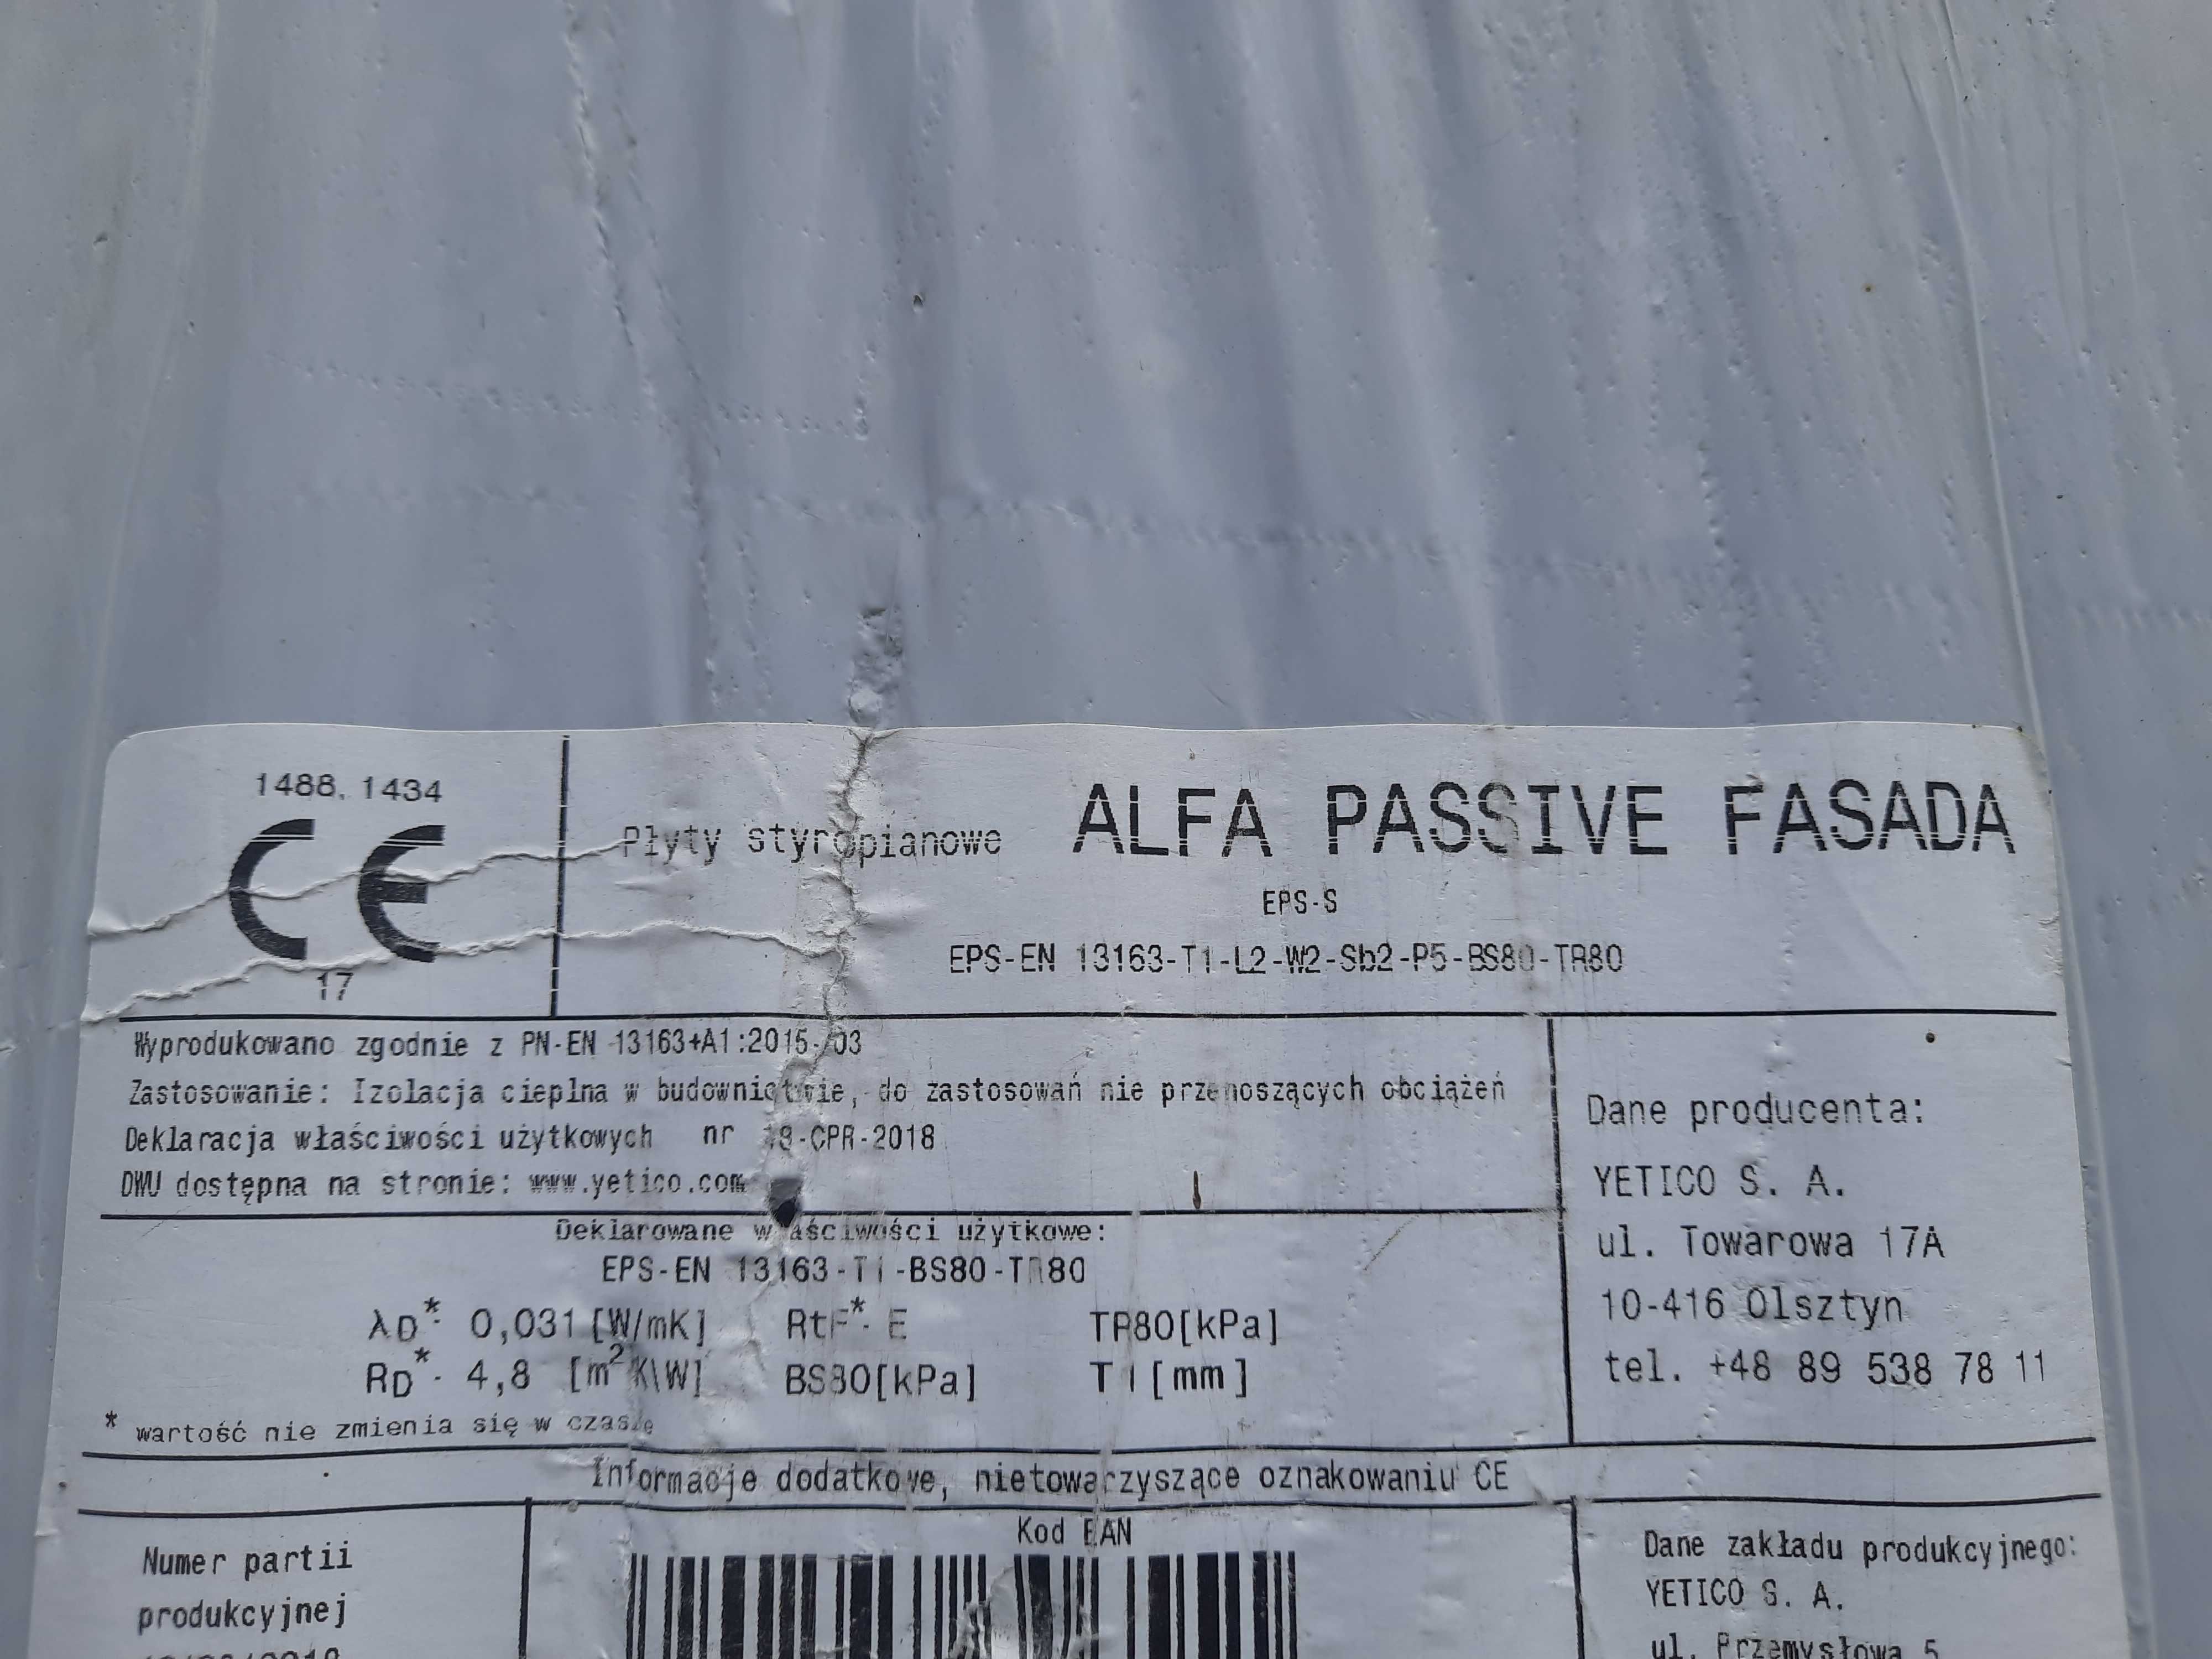 1488, 1434
CE
17
Płyty styropianowe ALFA PASSIVE FASADA
EPS-S
EPS-EN 13163-T1-L2-W2-Sb2-P5-BS80-TR80
Wyprodukowano zgodnie z PN-EN 13163+A1:2015-03
Zastosowanie: Izolacja cieplna w budownictwie, do zastosowań nie przenoszących obciążeń
Deklaracja właściwości użytkowych nr
DWU dostępna na stronie: www.yetico.com
Dane producenta:
YETICO S. A.
ul. Towarowa 17A
10-416 Olsztyn
tel. +48 89 538 78 11
Deklarowane właściwości użytkowe:
EPS-EN 13163-T1-BS80-TR80
λD*- 0,031 [W/mK] RtF*- E TR80[kPa]
RD*- 4,8 [m²K\W] BS80[kPa] T1[mm]
* wartość nie zmienia się w czasie
Informacje dodatkowe, nietowarzyszące oznakowaniu CE
Numer partii
produkcyjnej
Kod EAN
Dane zakładu produkcyjnego:
YETICO S. A.
ul. Przemysłowa 5